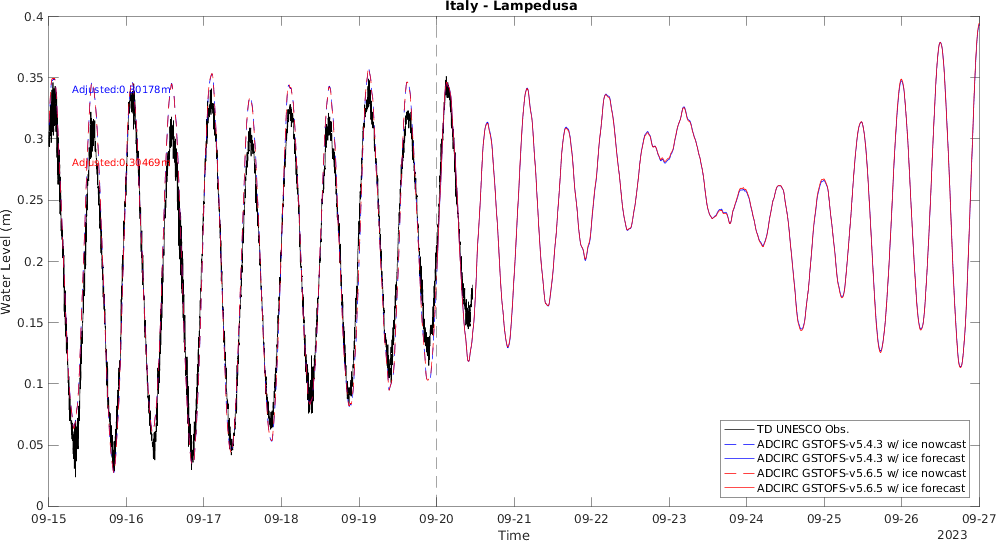 Italy - Lampedusa
0.4
0.35
0.3
0.25
0.2
0.15
0.1
0.05
0
Water Level (m)
Adjusted:0.30178m
Adjusted:0.30469m
TD UNESCO Obs.
ADCIRC GSTOFS-v5.4.3 w/ ice nowcast
ADCIRC GSTOFS-v5.4.3 w/ ice forecast
ADCIRC GSTOFS-v5.6.5 w/ ice nowcast
ADCIRC GSTOFS-v5.6.5 w/ ice forecast
09-15 09-16 09-17 09-18 09-19 09-20 09-21 09-22 09-23 09-24 09-25 09-26 09-27
Time
2023